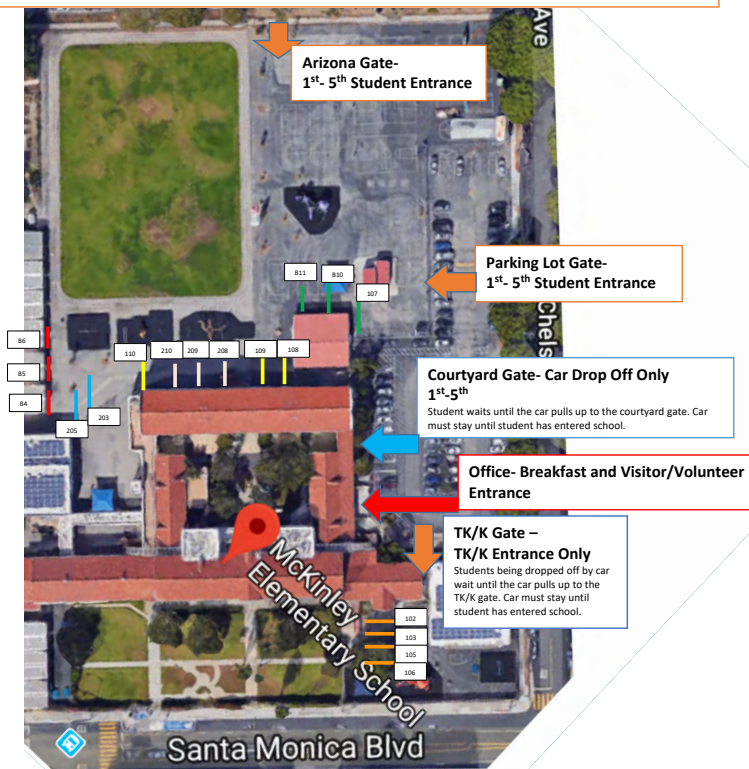 Ave
Arizona Gate-
1st- 5th Student Entrance
Parking Lot Gate-
1st- 5th Student Entrance
B11
B10
107
Chels
B6
B5
B4
110
210
209
208
109
108
203
205
Courtyard Gate- Car Drop Off Only
1st-5th
Student waits until the car pulls up to the courtyard gate. Car
must stay until student has entered school.
Office- Breakfast and Visitor/Volunteer
Entrance
TK/K Gate –
TK/K Entrance Only
Students being dropped off by car
wait until the car pulls up to the
TK/K gate. Car must stay until
student has entered school.
McKinley
Elementary School
102
103
105
106
Santa Monica Blvd